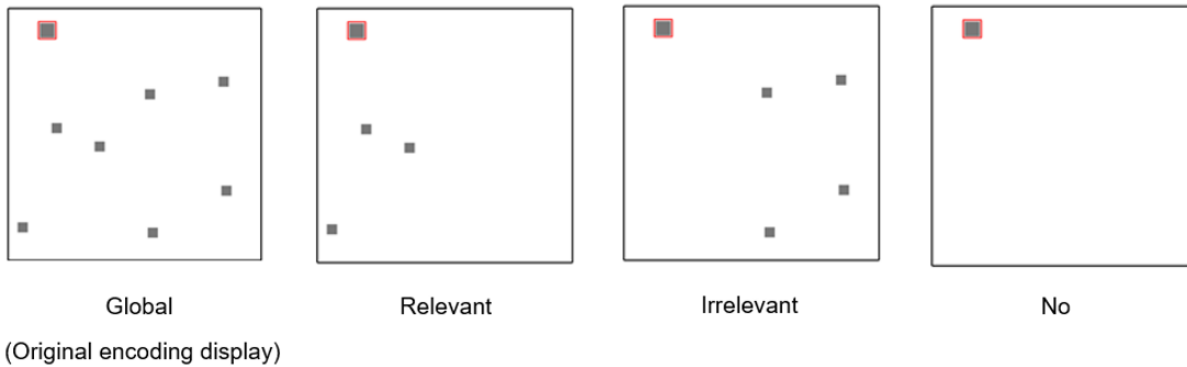 Global
Relevant
Irrelevant
No
(Original encoding display)